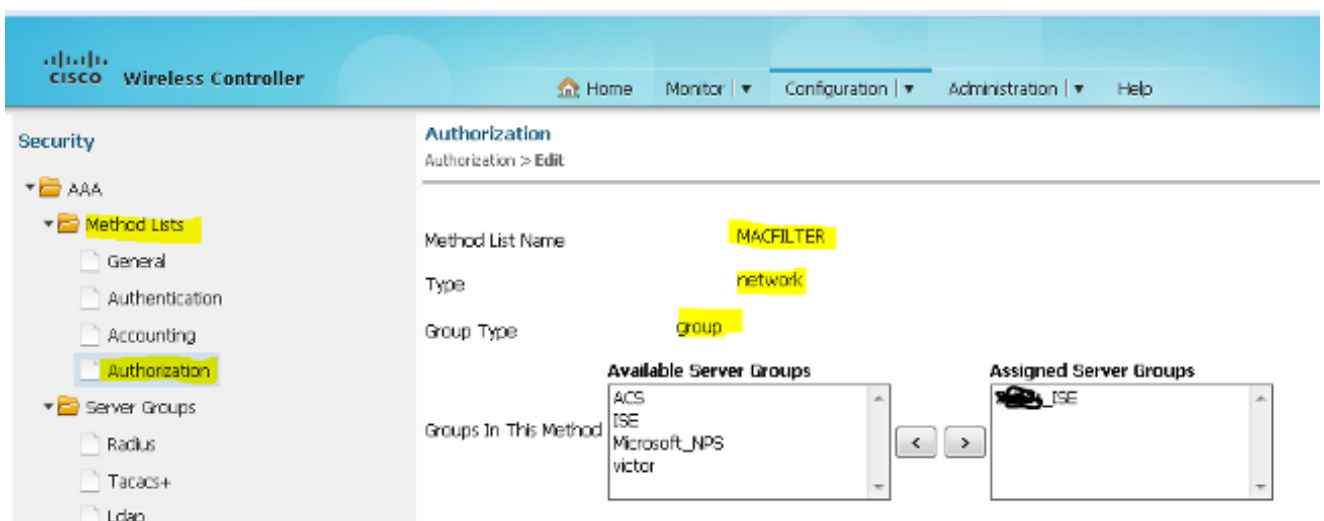 CISCO Wireless Controller
Home Monitor Configuration Administration Help
Security
AAA
Method Lists
General
Authentication
Accounting
Authorization
Server Groups
Radius
Tacacs+
Ldap
Authorization
Authorization > Edit
Method List Name MACFILTER
Type network
Group Type group
Available Server Groups Assigned Server Groups
Groups In This Method
ACS
ISE
Microsoft_NPS
victor
< >
_ISE